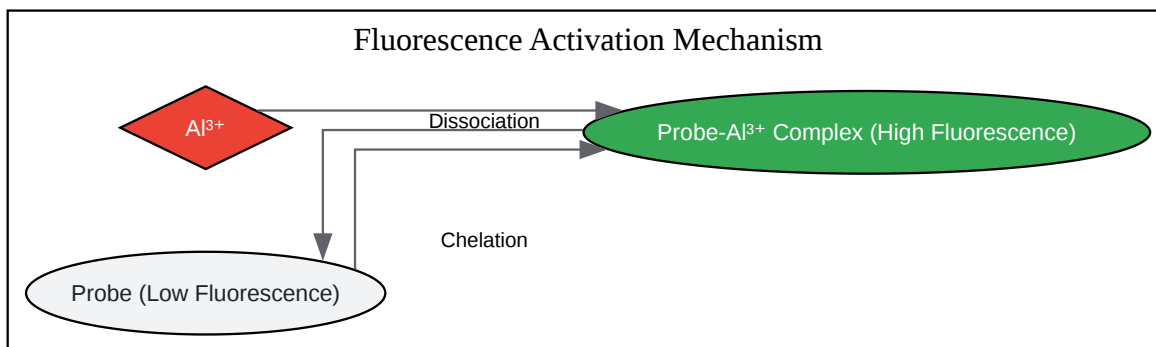 Fluorescence Activation Mechanism
Al³⁺
Dissociation
Probe-Al³⁺ Complex (High Fluorescence)
Chelation
Probe (Low Fluorescence)